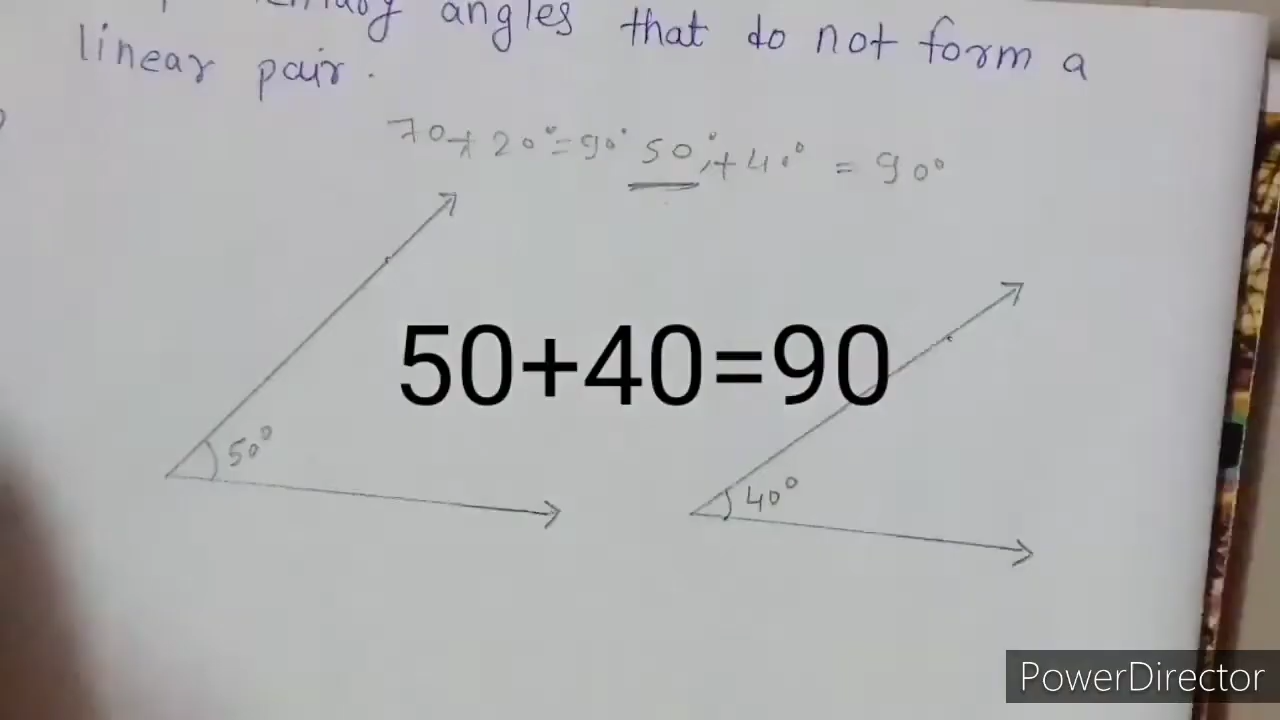 angles that do not form a
linear pair.
70+20°=90° 50°,+40° = 90°
50+40=90
50°
40°
PowerDirector